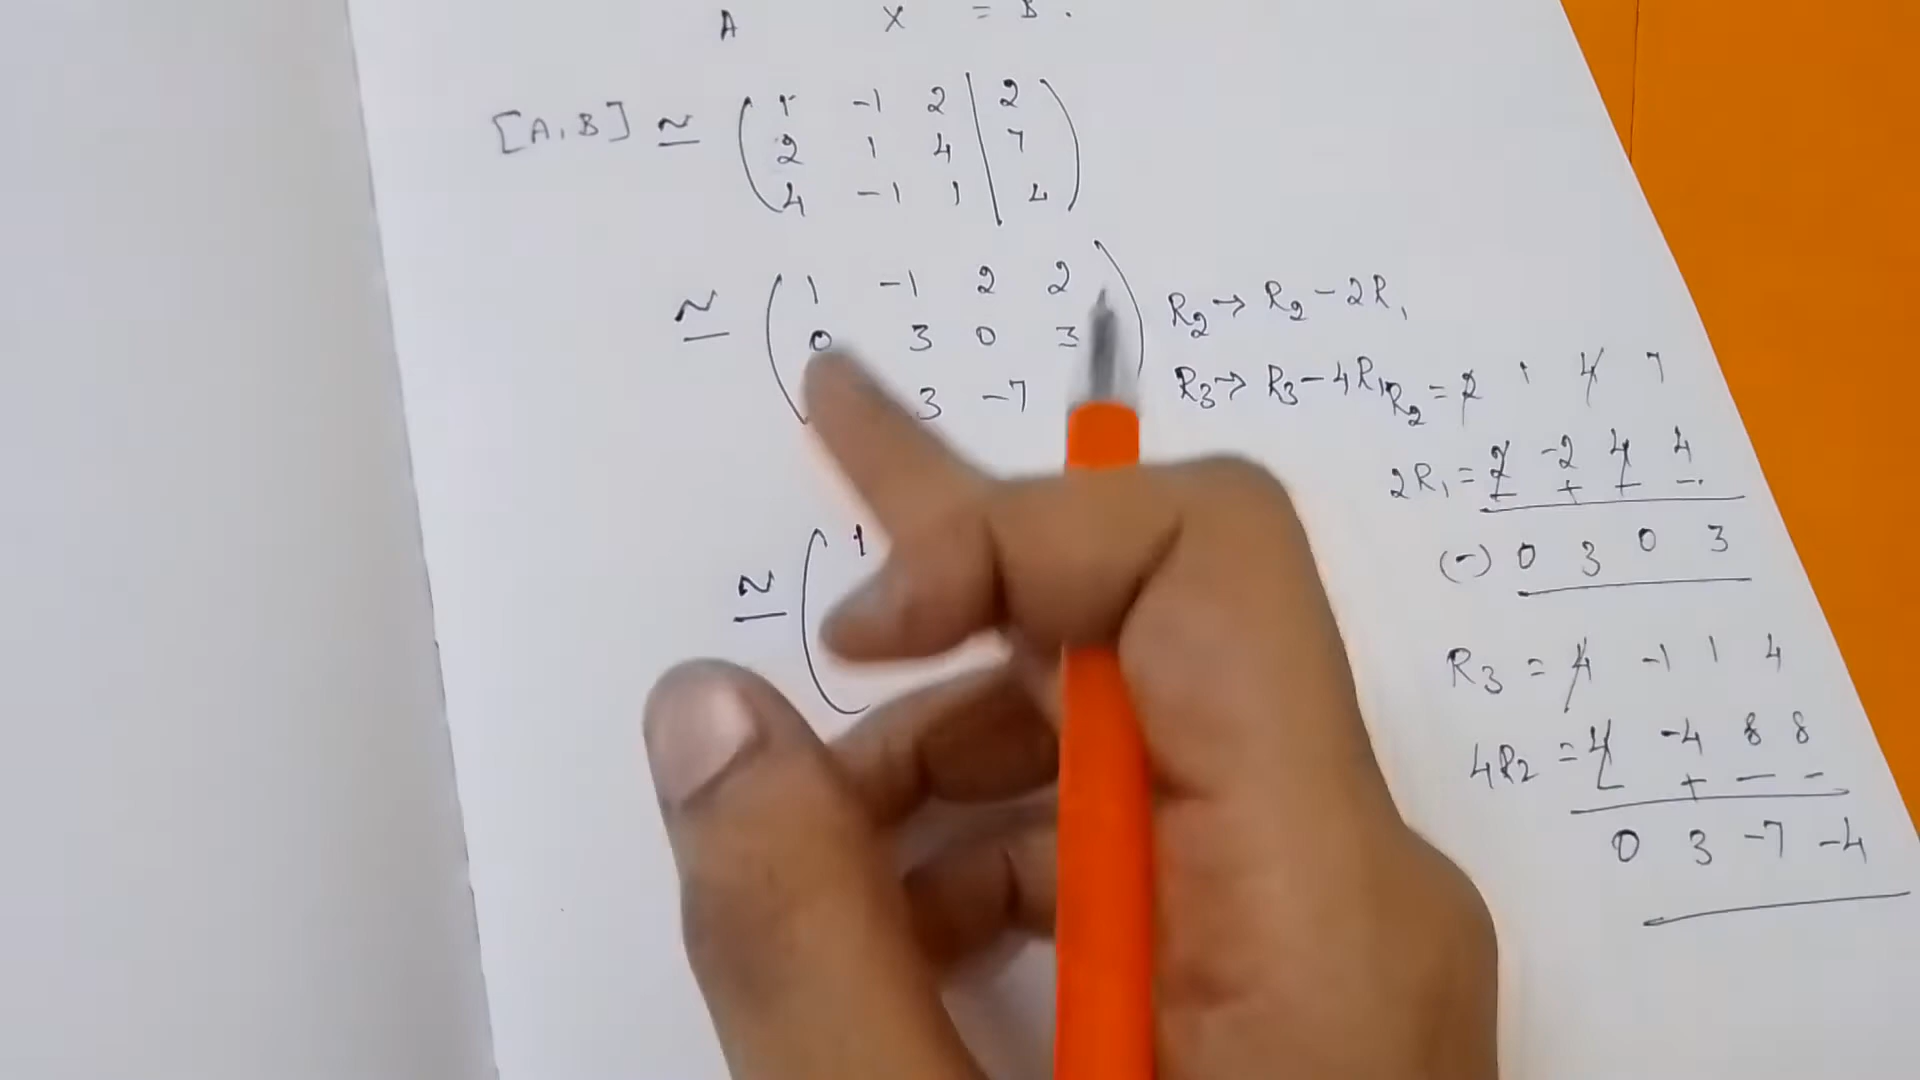 A X = B .
[A, B] ≃ ( 1 -1 2 | 2 )
2 1 4 | 7
4 -1 1 | 4
≃ ( 1 -1 2 2 ) R₂ → R₂ - 2R₁
0 3 0 3
3 -7 R₃ → R₃ - 4R₁
R₂ = 2 1 4 7
2R₁ = 2 -2 4 4
- + - -
(-) 0 3 0 3
≃ ( 1
R₃ = 4 -1 1 4
4R₂ = 4 -4 8 8
- + - -
0 3 -7 -4